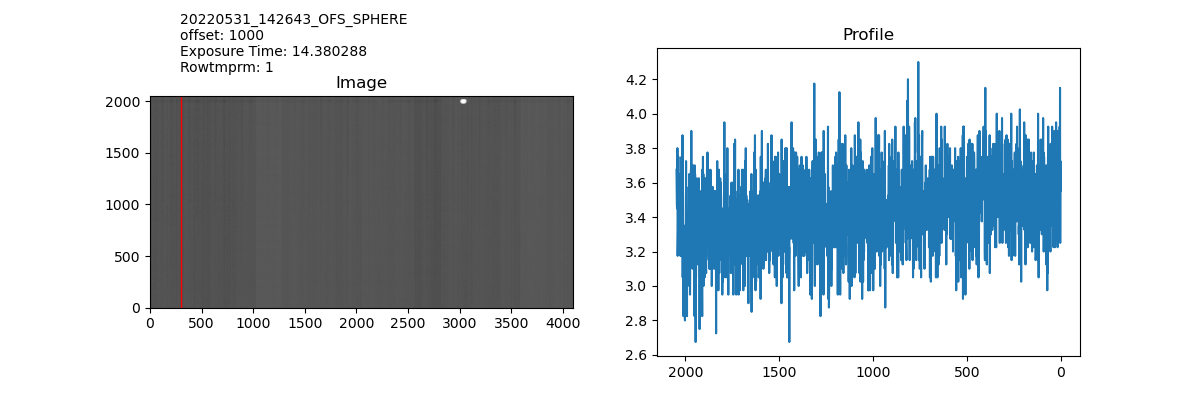 20220531_142643_OFS_SPHERE
offset: 1000
Exposure Time: 14.380288
Rowtmprm: 1
Image
2000
1500
1000
500
0
0 500 1000 1500 2000 2500 3000 3500 4000
Profile
4.2
4.0
3.8
3.6
3.4
3.2
3.0
2.8
2.6
2000 1500 1000 500 0